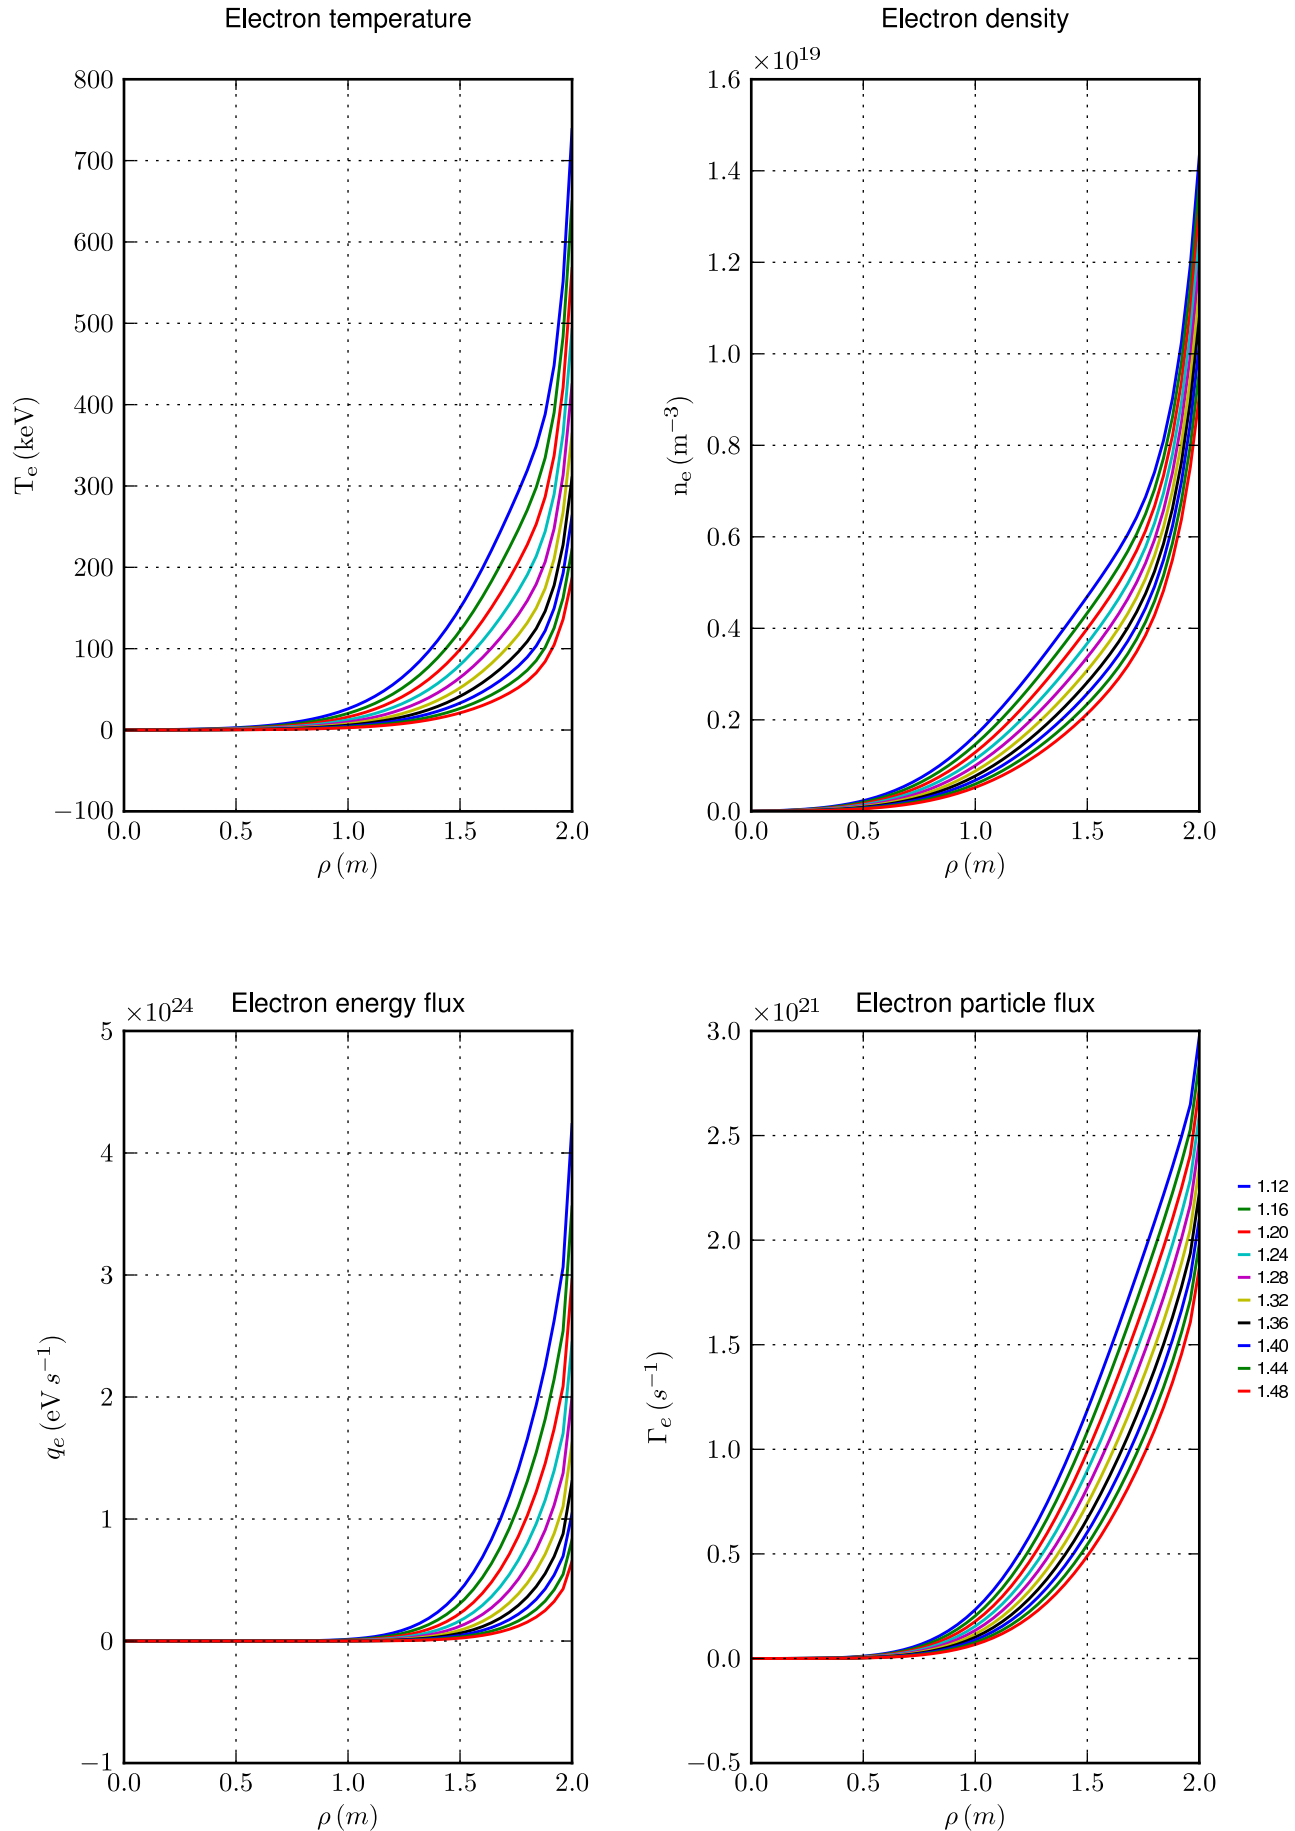 Electron temperature
Electron density
×10^19
800
700
600
500
400
300
200
100
0
−100
T_e (keV)
0.0 0.5 1.0 1.5 2.0
ρ (m)
1.6
1.4
1.2
1.0
0.8
0.6
0.4
0.2
0.0
n_e (m^−3)
0.0 0.5 1.0 1.5 2.0
ρ (m)
Electron energy flux
×10^24
5
4
3
2
1
0
−1
q_e (eV s^−1)
0.0 0.5 1.0 1.5 2.0
ρ (m)
Electron particle flux
×10^21
3.0
2.5
2.0
1.5
1.0
0.5
0.0
−0.5
Γ_e (s^−1)
0.0 0.5 1.0 1.5 2.0
ρ (m)
1.12
1.16
1.20
1.24
1.28
1.32
1.36
1.40
1.44
1.48